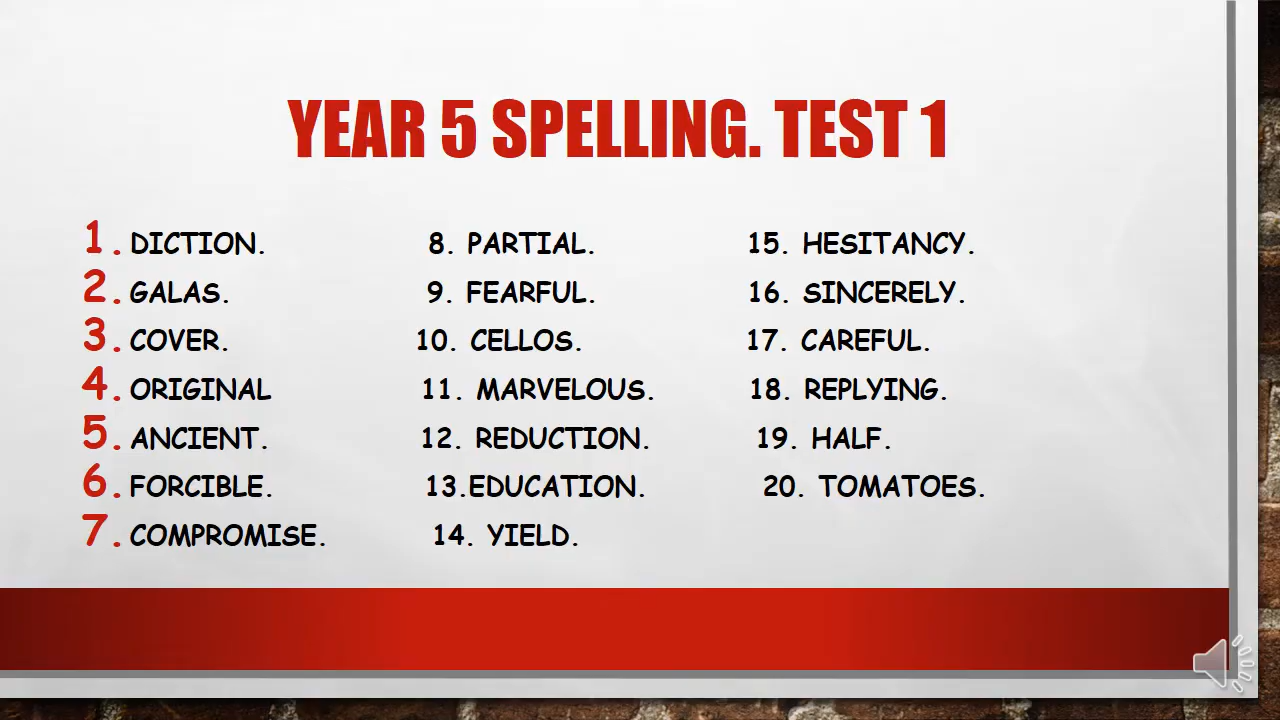 YEAR 5 SPELLING. TEST 1
1. DICTION.
2. GALAS.
3. COVER.
4. ORIGINAL
5. ANCIENT.
6. FORCIBLE.
7. COMPROMISE.
8. PARTIAL.
9. FEARFUL.
10. CELLOS.
11. MARVELOUS.
12. REDUCTION.
13.EDUCATION.
14. YIELD.
15. HESITANCY.
16. SINCERELY.
17. CAREFUL.
18. REPLYING.
19. HALF.
20. TOMATOES.